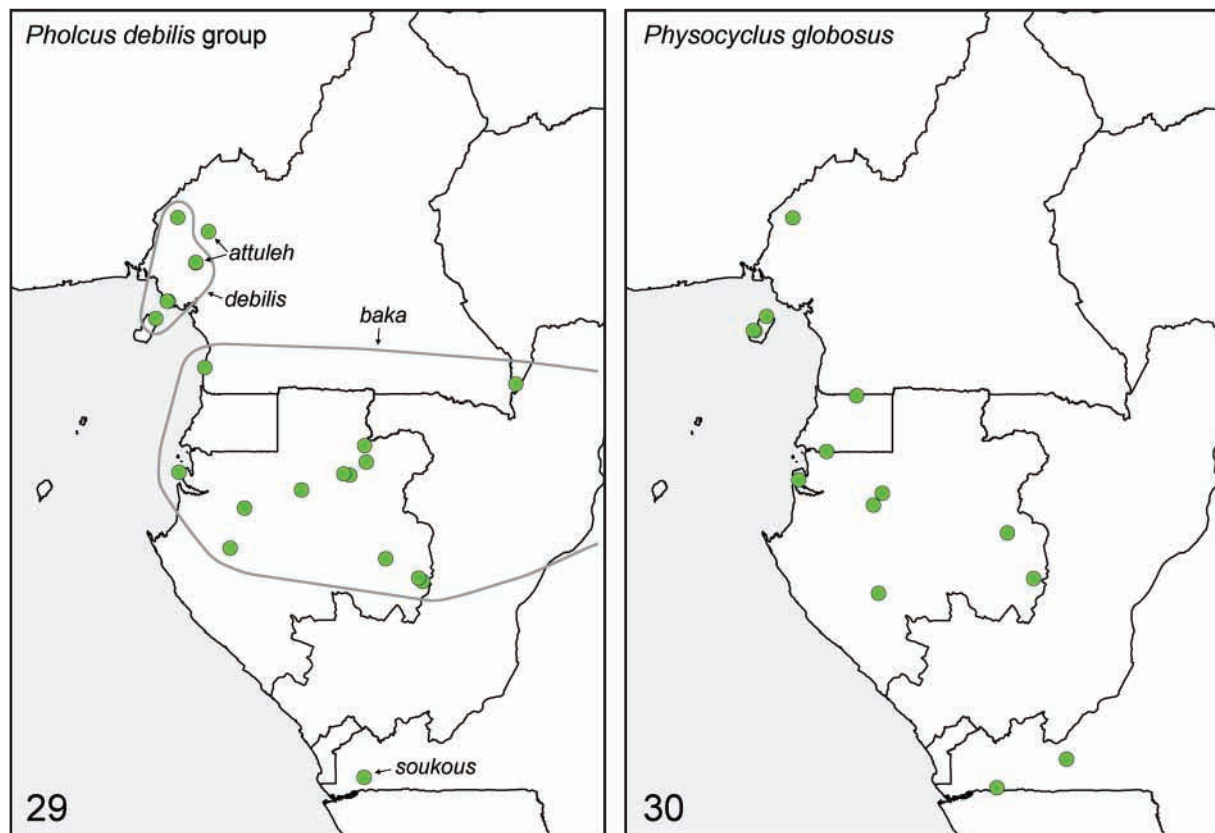 Pholcus debilis group
attuleh
debilis
baka
soukous
29
Physocyclus globosus
30